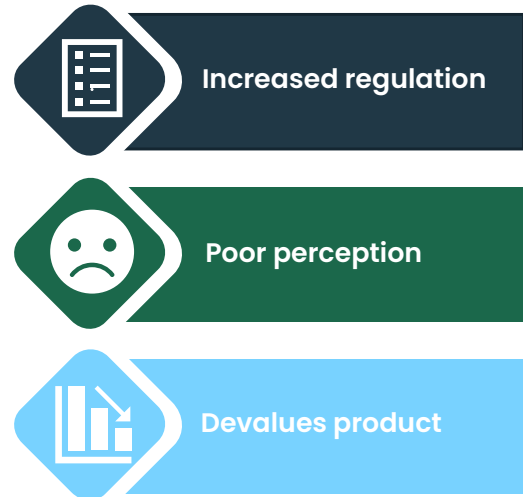 Increased regulation
Poor perception
Devalues product